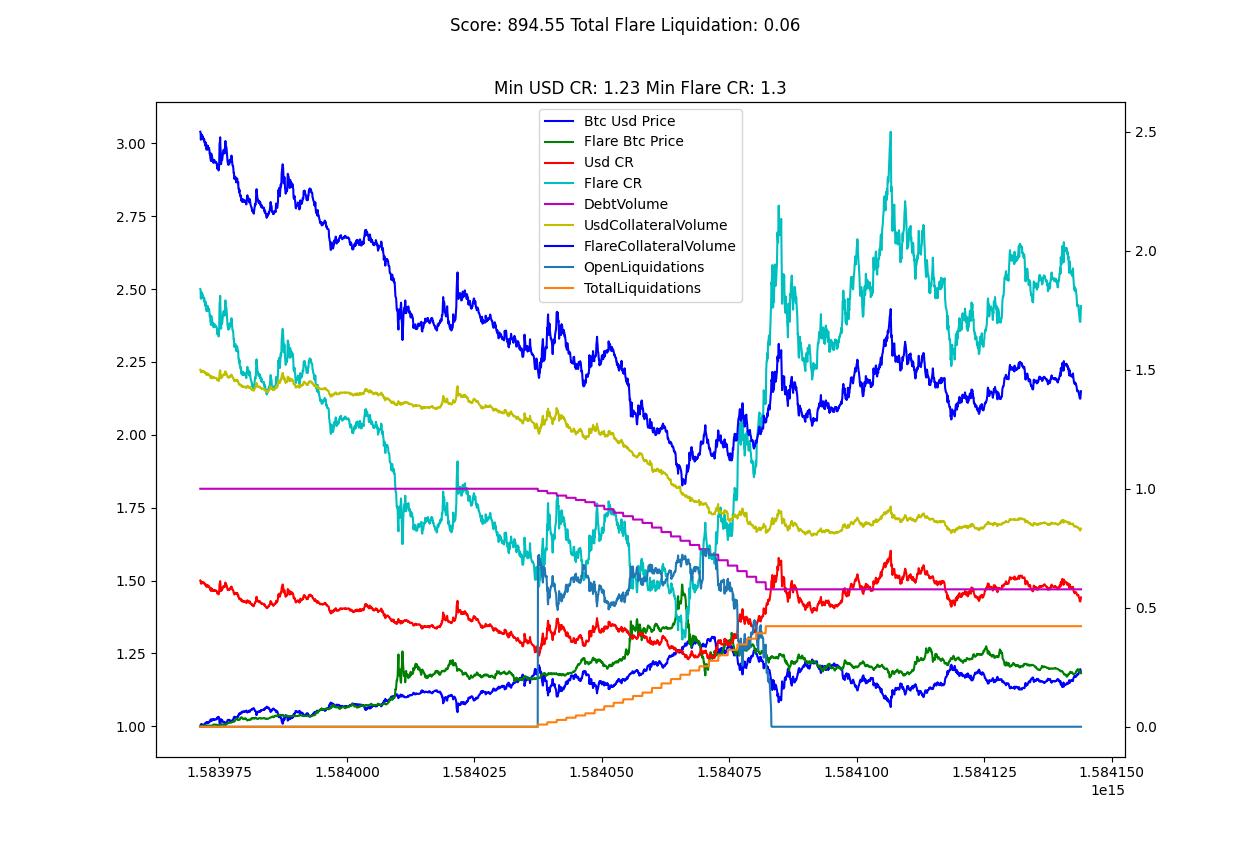 Score: 894.55 Total Flare Liquidation: 0.06
Min USD CR: 1.23 Min Flare CR: 1.3
Btc Usd Price
Flare Btc Price
Usd CR
Flare CR
DebtVolume
UsdCollateralVolume
FlareCollateralVolume
OpenLiquidations
TotalLiquidations
3.00
2.75
2.50
2.25
2.00
1.75
1.50
1.25
1.00
2.5
2.0
1.5
1.0
0.5
0.0
1.583975 1.584000 1.584025 1.584050 1.584075 1.584100 1.584125 1.584150
1e15